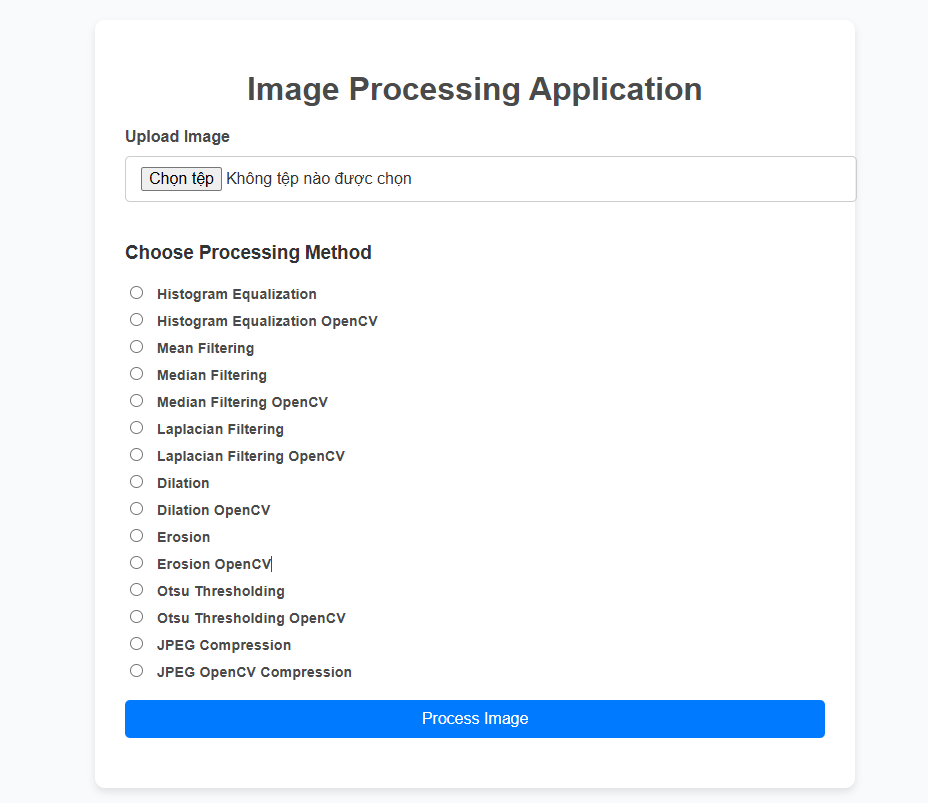 Image Processing Application
Upload Image
Chọn tệp Không tệp nào được chọn
Choose Processing Method
Histogram Equalization
Histogram Equalization OpenCV
Mean Filtering
Median Filtering
Median Filtering OpenCV
Laplacian Filtering
Laplacian Filtering OpenCV
Dilation
Dilation OpenCV
Erosion
Erosion OpenCV
Otsu Thresholding
Otsu Thresholding OpenCV
JPEG Compression
JPEG OpenCV Compression
Process Image